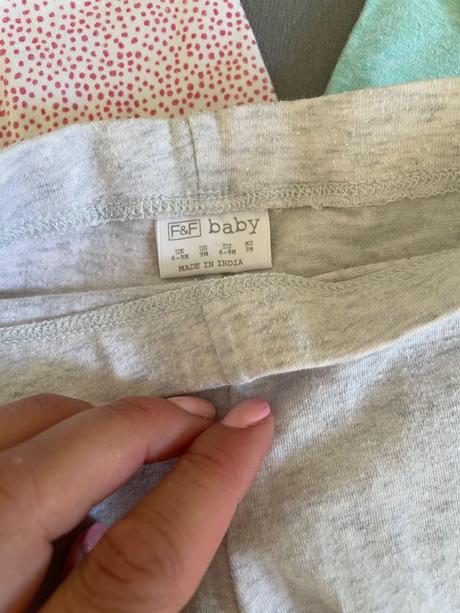 F&F baby
UK US EU MX
6-9M 9M 6-9M 9M
MADE IN INDIA